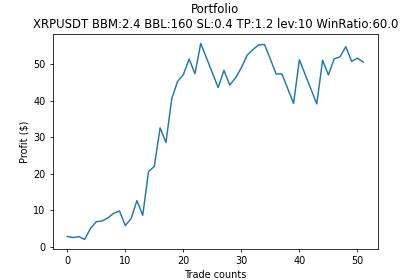 Portfolio
XRPUSDT BBM:2.4 BBL:160 SL:0.4 TP:1.2 lev:10 WinRatio:60.0
50
40
30
20
10
0
Profit ($)
0 10 20 30 40 50
Trade counts